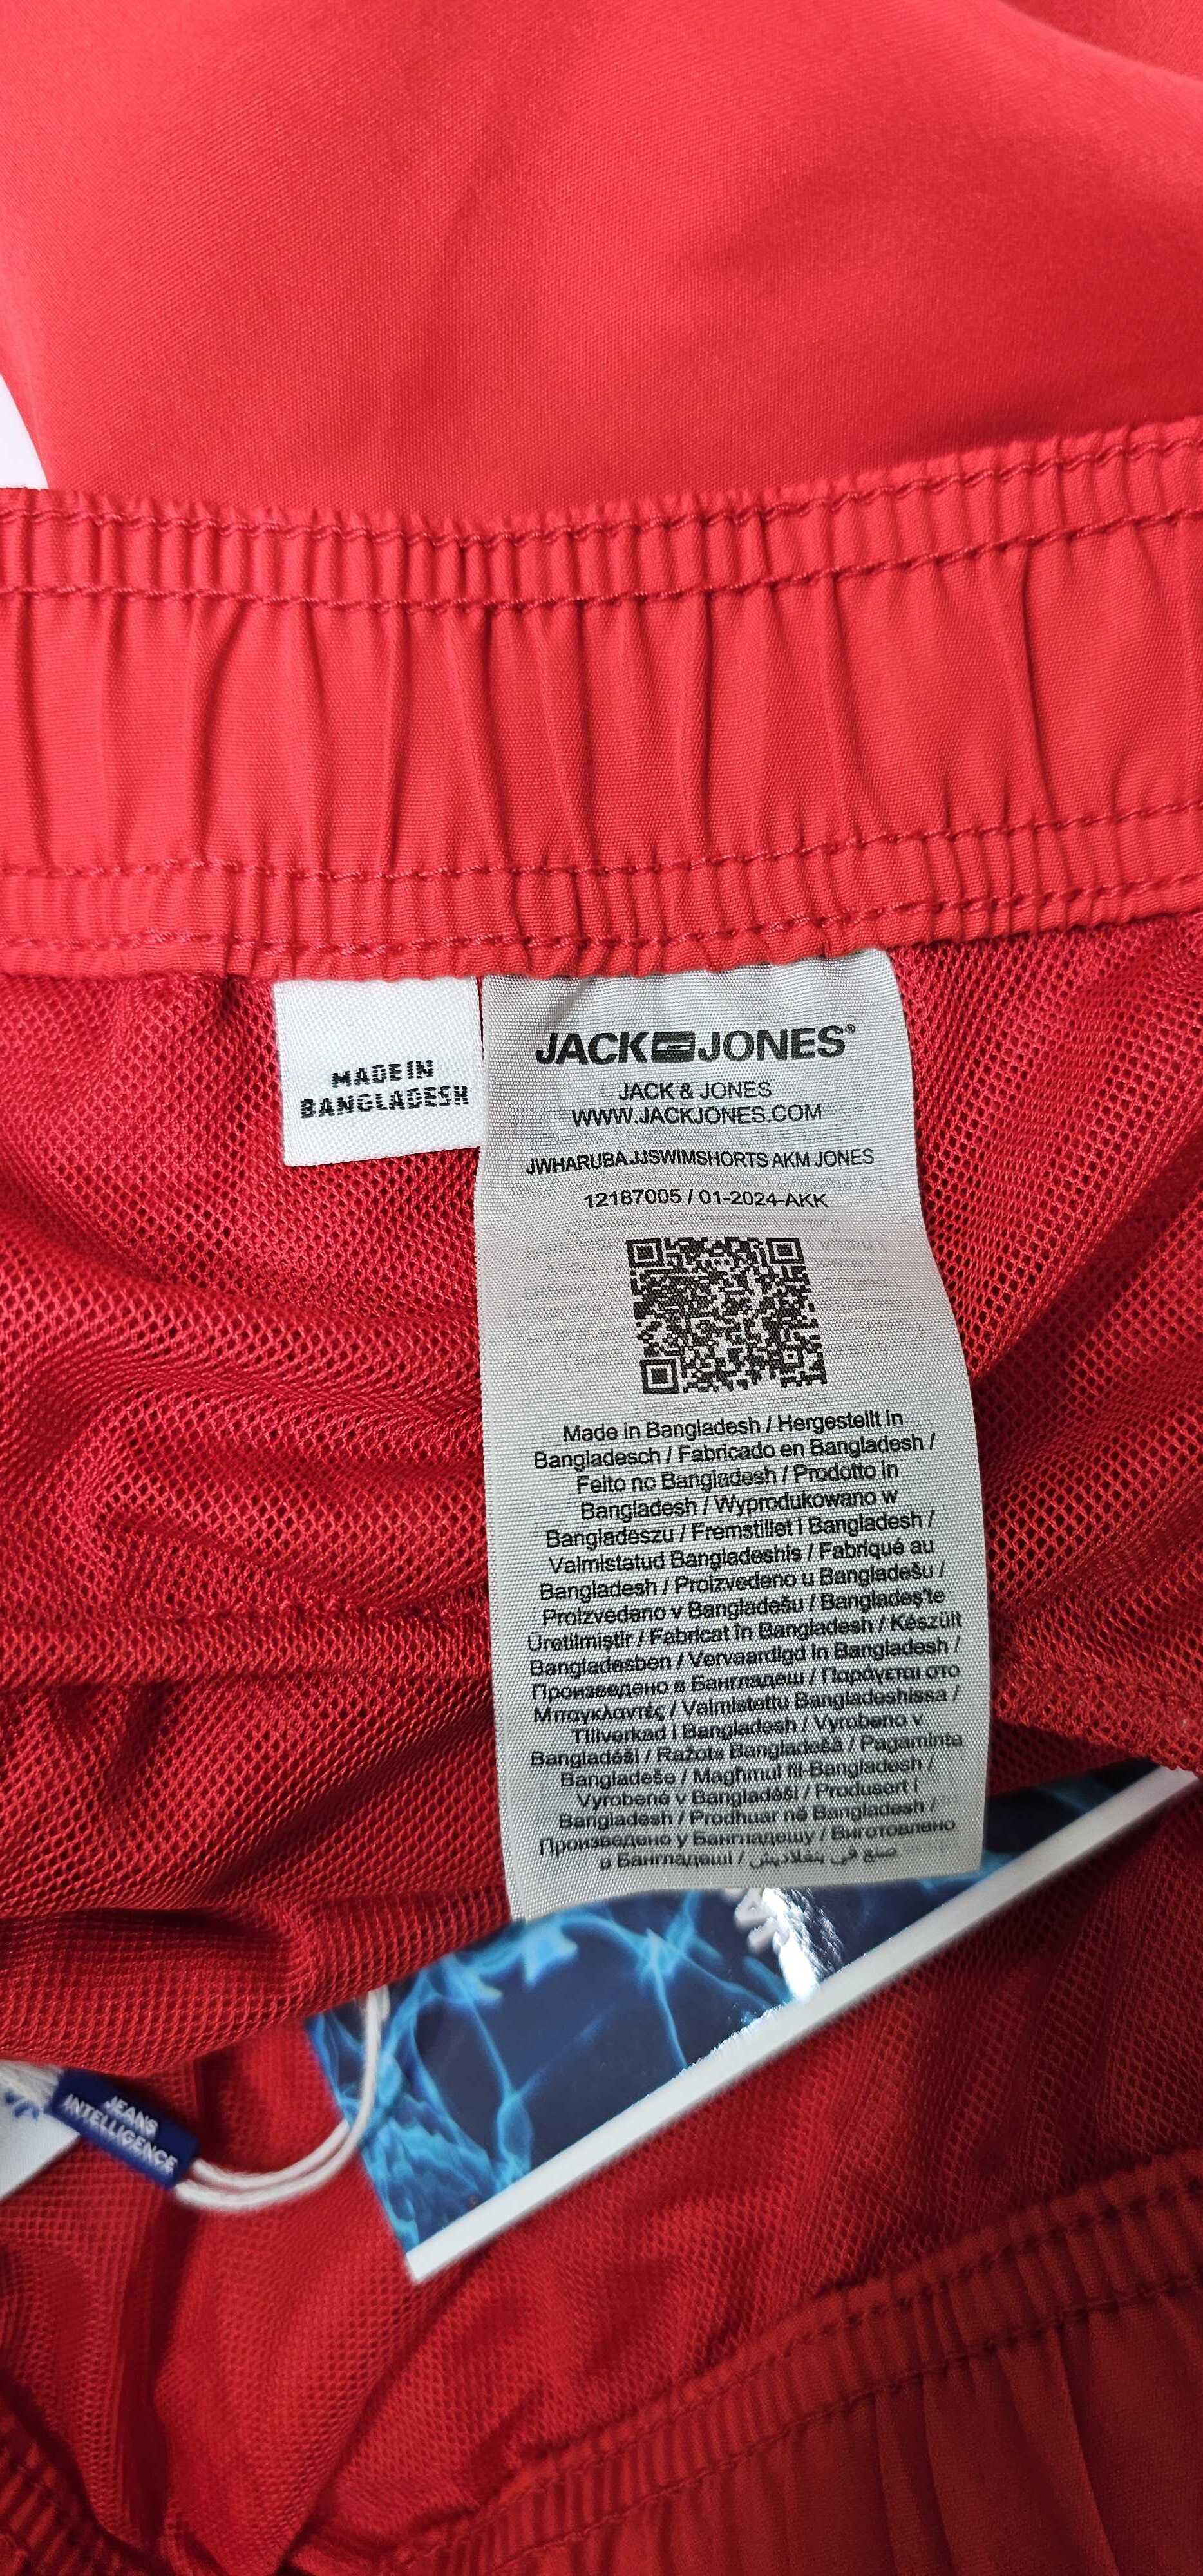 MADE IN
BANGLADESH
JACK JONES®
JACK & JONES
WWW.JACKJONES.COM
JWHARUBA JJSWIMSHORTS AKM JONES
12187005 / 01-2024-AKK
Made in Bangladesh / Hergestellt in
Bangladesch / Fabricado en Bangladesh /
Feito no Bangladesh / Prodotto in
Bangladesh / Wyprodukowano w
Bangladeszu / Fremstillet i Bangladesh /
Valmistatud Bangladeshis / Fabriqué au
Bangladesh / Proizvedeno u Bangladešu /
Proizvedeno v Bangladešu / Bangladeş'te
Üretilmiştir / Fabricat în Bangladesh / Készült
Bangladesben / Vervaardigd in Bangladesh /
Произведено в Бангладеш / Παράγεται στο
Μπαγκλαντές / Valmistettu Bangladeshissa /
Tillverkad i Bangladesh / Vyrobeno v
Bangladéši / Ražots Bangladešā / Pagaminta
Bangladeše / Magħmul fil-Bangladesh /
Vyrobené v Bangladéši / Produsert i
Bangladesh / Prodhuar në Bangladesh /
Произведено у Бангладешу / Виготовлено
в Бангладеші / صنع في بنغلاديش
JEANS
INTELLIGENCE